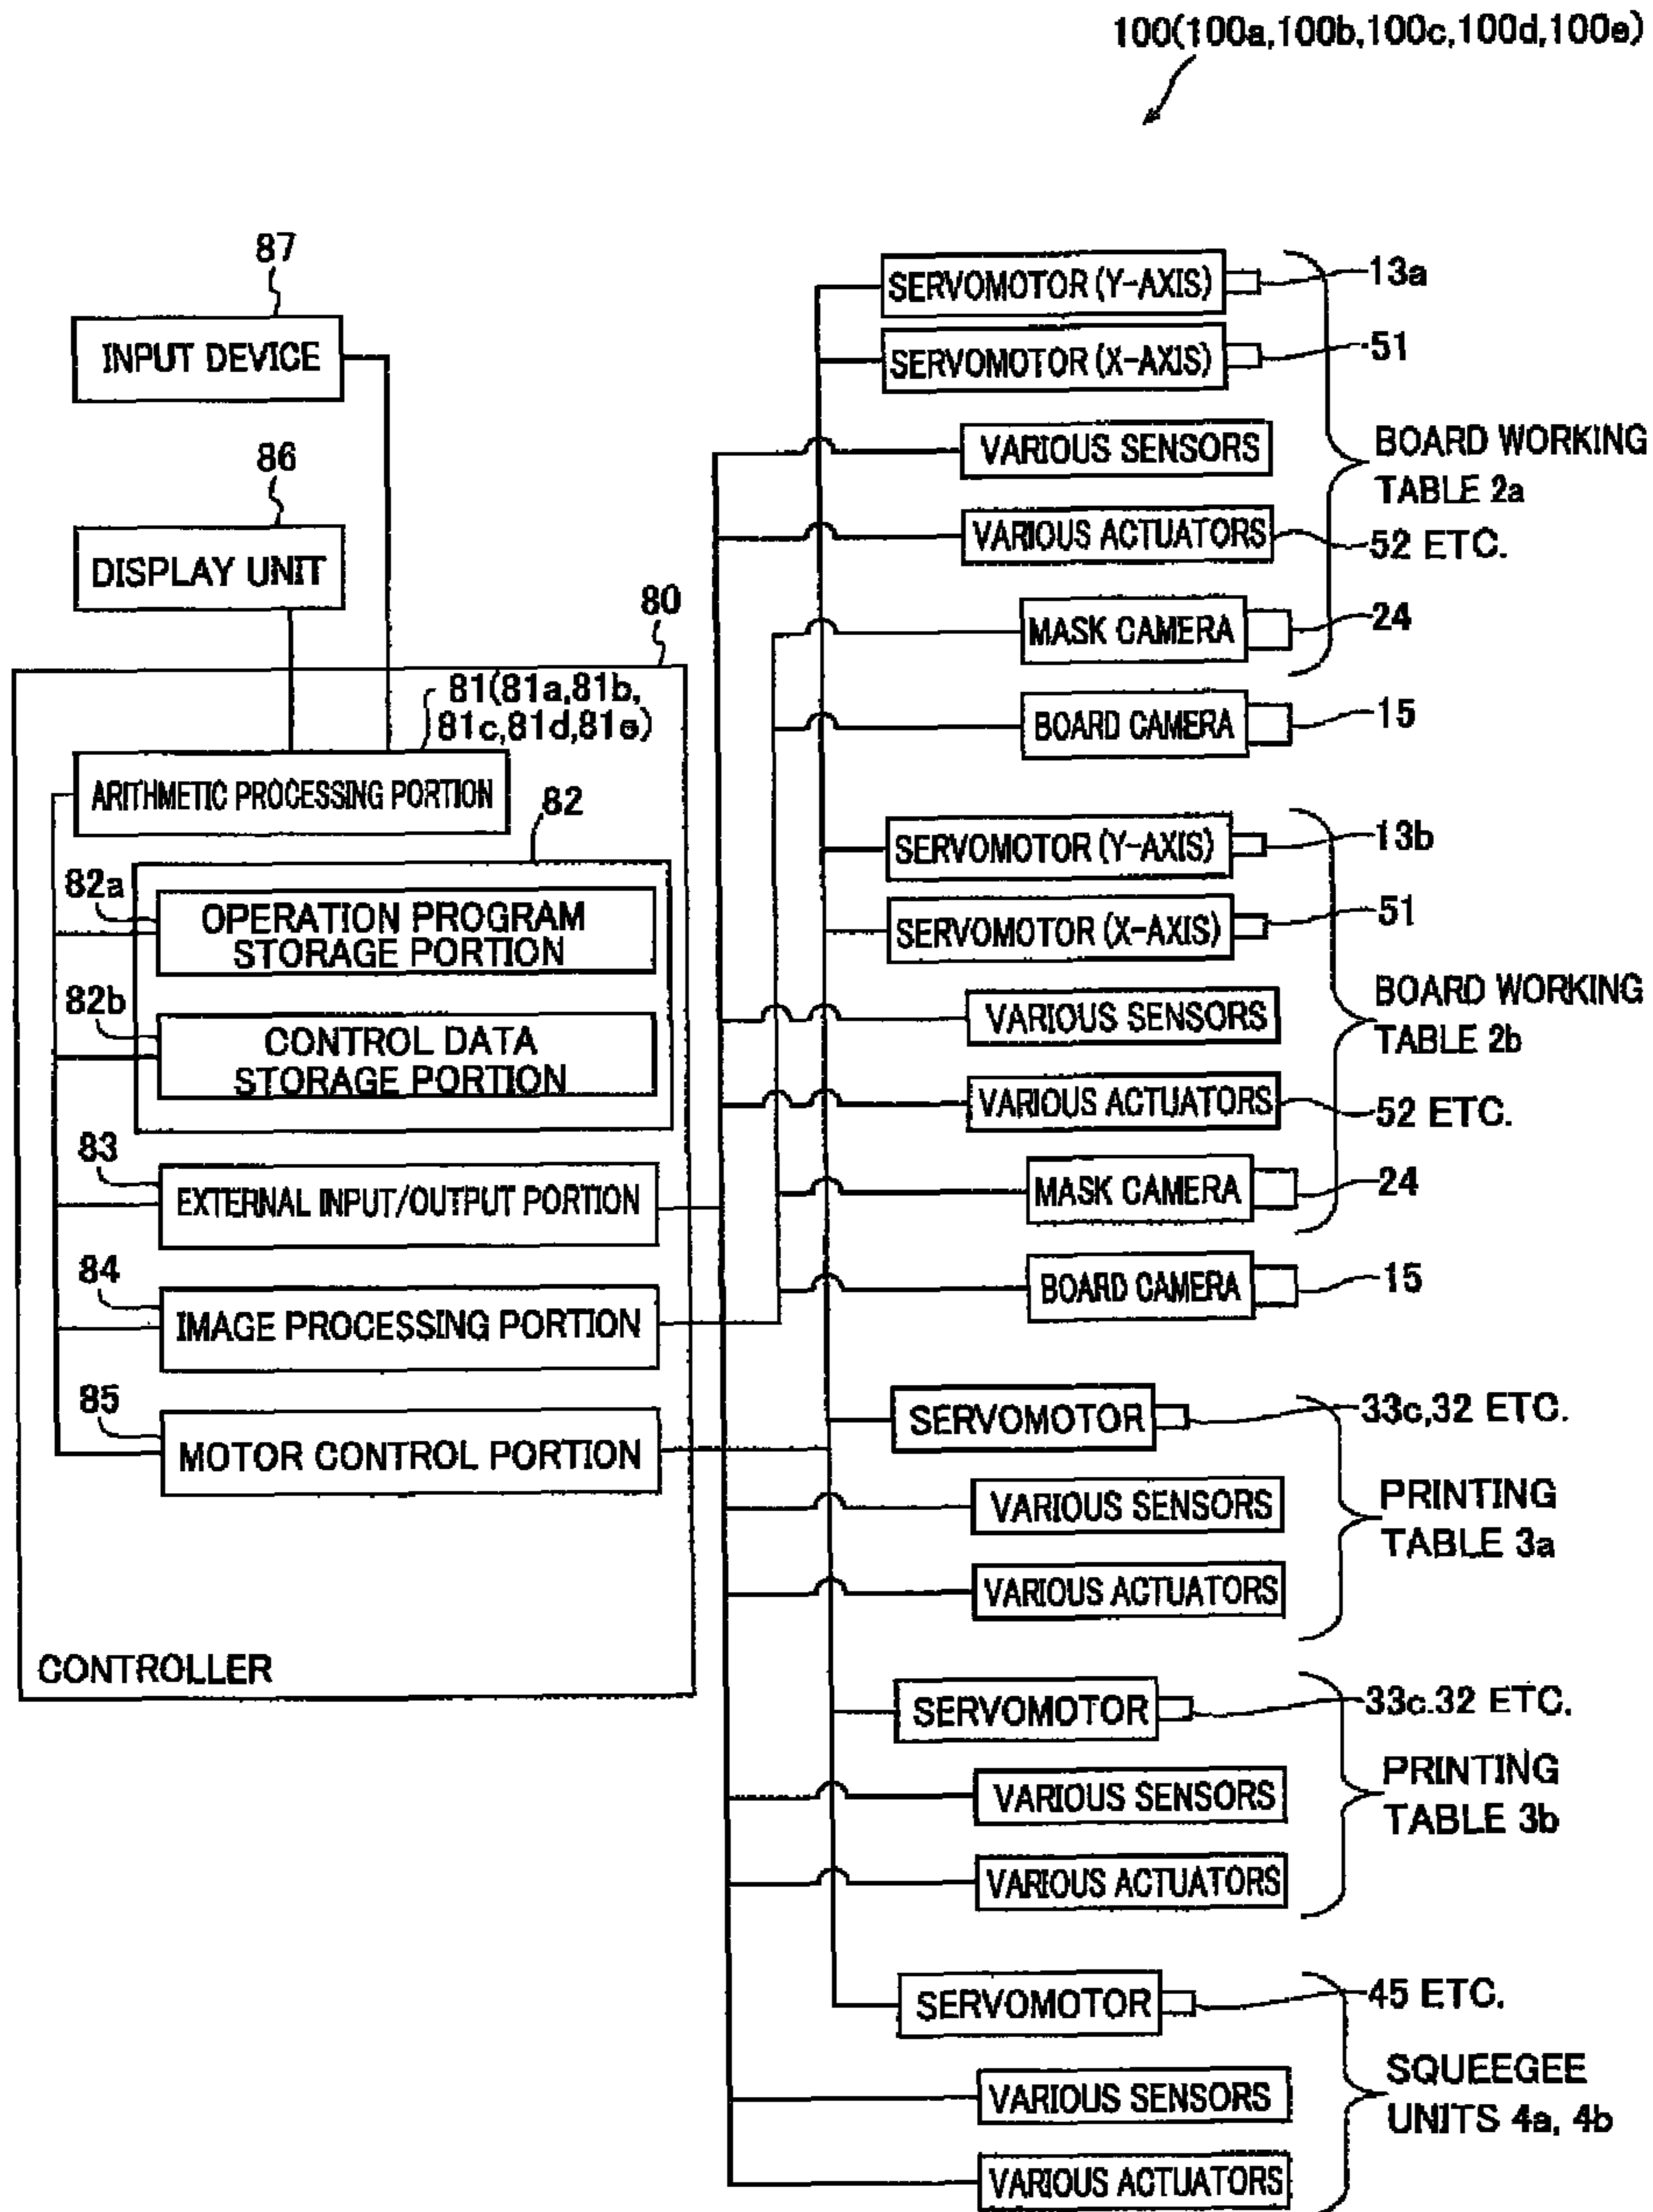 100(100a,100b,100c,100d,100e)
87
INPUT DEVICE
86
DISPLAY UNIT
80
81(81a,81b,
81c,81d,81e)
ARITHMETIC PROCESSING PORTION
82
82a
OPERATION PROGRAM
STORAGE PORTION
82b
CONTROL DATA
STORAGE PORTION
83
EXTERNAL INPUT/OUTPUT PORTION
84
IMAGE PROCESSING PORTION
85
MOTOR CONTROL PORTION
CONTROLLER
SERVOMOTOR (Y-AXIS)
13a
SERVOMOTOR (X-AXIS)
51
VARIOUS SENSORS
VARIOUS ACTUATORS
52 ETC.
MASK CAMERA
24
BOARD WORKING
TABLE 2a
BOARD CAMERA
15
SERVOMOTOR (Y-AXIS)
13b
SERVOMOTOR (X-AXIS)
51
VARIOUS SENSORS
VARIOUS ACTUATORS
52 ETC.
MASK CAMERA
24
BOARD WORKING
TABLE 2b
BOARD CAMERA
15
SERVOMOTOR
33c,32 ETC.
VARIOUS SENSORS
VARIOUS ACTUATORS
PRINTING
TABLE 3a
SERVOMOTOR
33c.32 ETC.
VARIOUS SENSORS
VARIOUS ACTUATORS
PRINTING
TABLE 3b
SERVOMOTOR
45 ETC.
VARIOUS SENSORS
VARIOUS ACTUATORS
SQUEEGEE
UNITS 4a, 4b